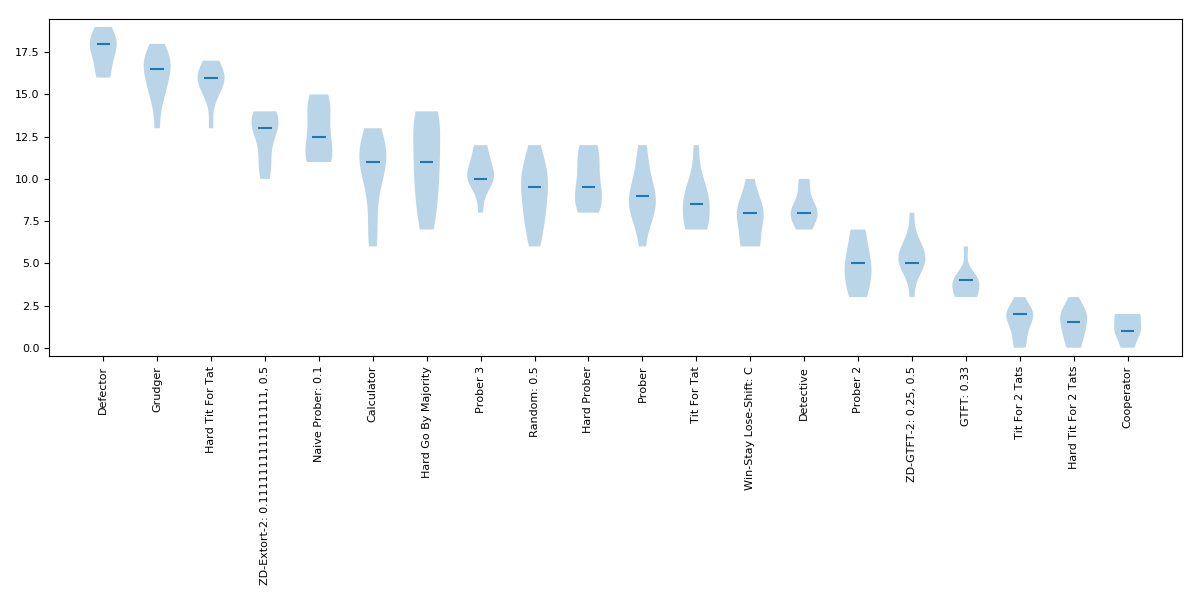 17.5
15.0
12.5
10.0
7.5
5.0
2.5
0.0
Defector
Grudger
Hard Tit For Tat
ZD-Extort-2: 0.1111111111111111, 0.5
Naive Prober: 0.1
Calculator
Hard Go By Majority
Prober 3
Random: 0.5
Hard Prober
Prober
Tit For Tat
Win-Stay Lose-Shift: C
Detective
Prober 2
ZD-GTFT-2: 0.25, 0.5
GTFT: 0.33
Tit For 2 Tats
Hard Tit For 2 Tats
Cooperator